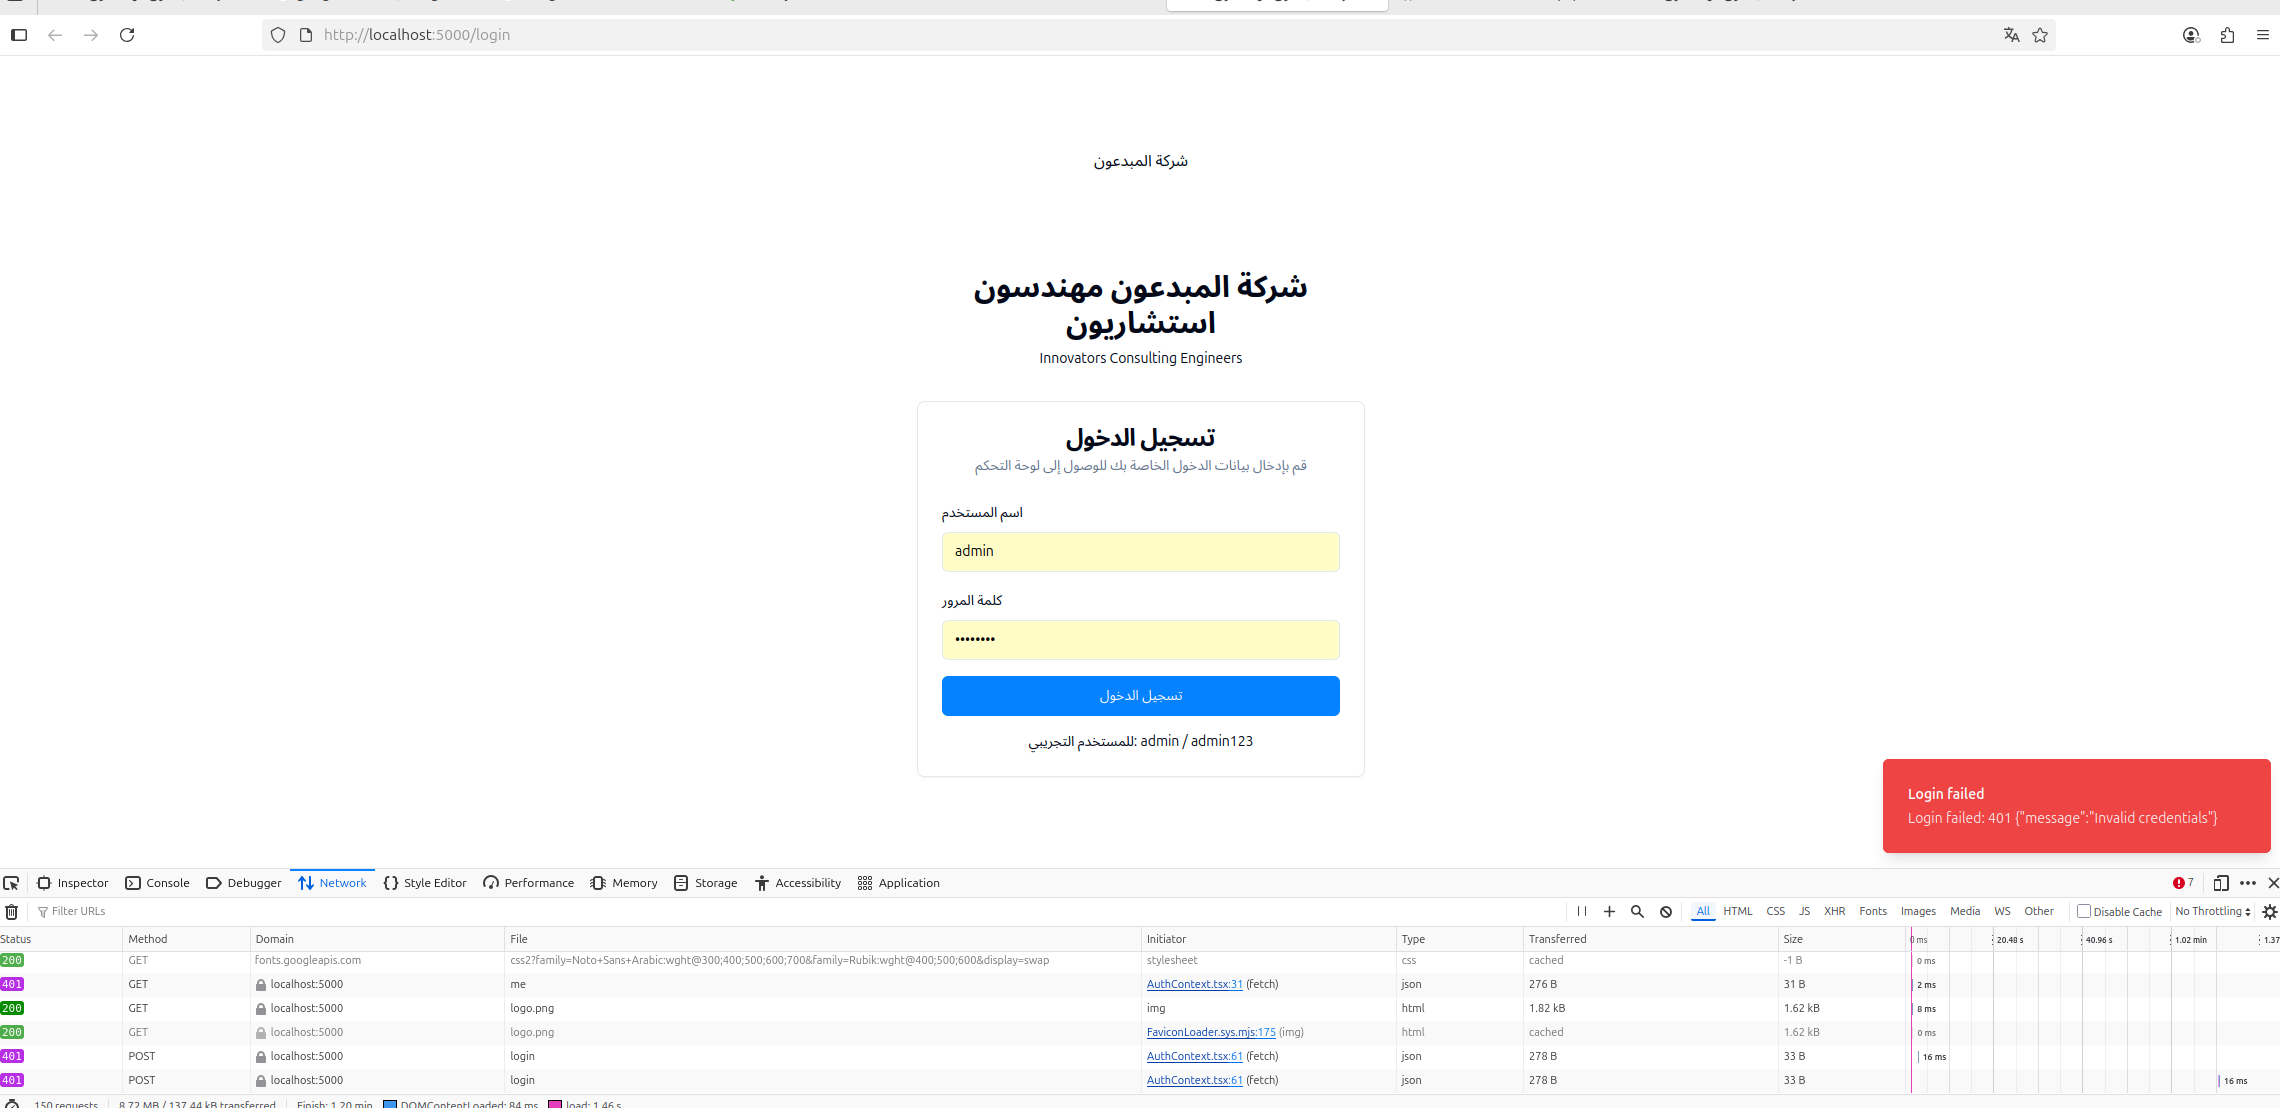 http://localhost:5000/login
شركة المبدعون
شركة المبدعون مهندسون
استشاريون
Innovators Consulting Engineers
تسجيل الدخول
قم بإدخال بيانات الدخول الخاصة بك للوصول إلى لوحة التحكم
اسم المستخدم
admin
كلمة المرور
••••••••
تسجيل الدخول
للمستخدم التجريبي: admin / admin123
Login failed
Login failed: 401 {"message":"Invalid credentials"}
Inspector Console Debugger Network Style Editor Performance Memory Storage Accessibility Application 7
Filter URLs All HTML CSS JS XHR Fonts Images Media WS Other Disable Cache No Throttling
Status Method Domain File Initiator Type Transferred Size 0 ms 20.48 s 40.96 s 1.02 min 1.37
200 GET fonts.googleapis.com css2?family=Noto+Sans+Arabic:wght@300;400;500;600;700&family=Rubik:wght@400;500;600&display=swap stylesheet css cached -1 B 0 ms
401 GET localhost:5000 me AuthContext.tsx:31 (fetch) json 276 B 31 B 2 ms
200 GET localhost:5000 logo.png img html 1.82 kB 1.62 kB 8 ms
200 GET localhost:5000 logo.png FaviconLoader.sys.mjs:175 (img) html cached 1.62 kB 0 ms
401 POST localhost:5000 login AuthContext.tsx:61 (fetch) json 278 B 33 B 16 ms
401 POST localhost:5000 login AuthContext.tsx:61 (fetch) json 278 B 33 B 16 ms
150 requests 8.72 MB / 137.44 kB transferred Finish: 1.20 min DOMContentLoaded: 84 ms load: 1.46 s